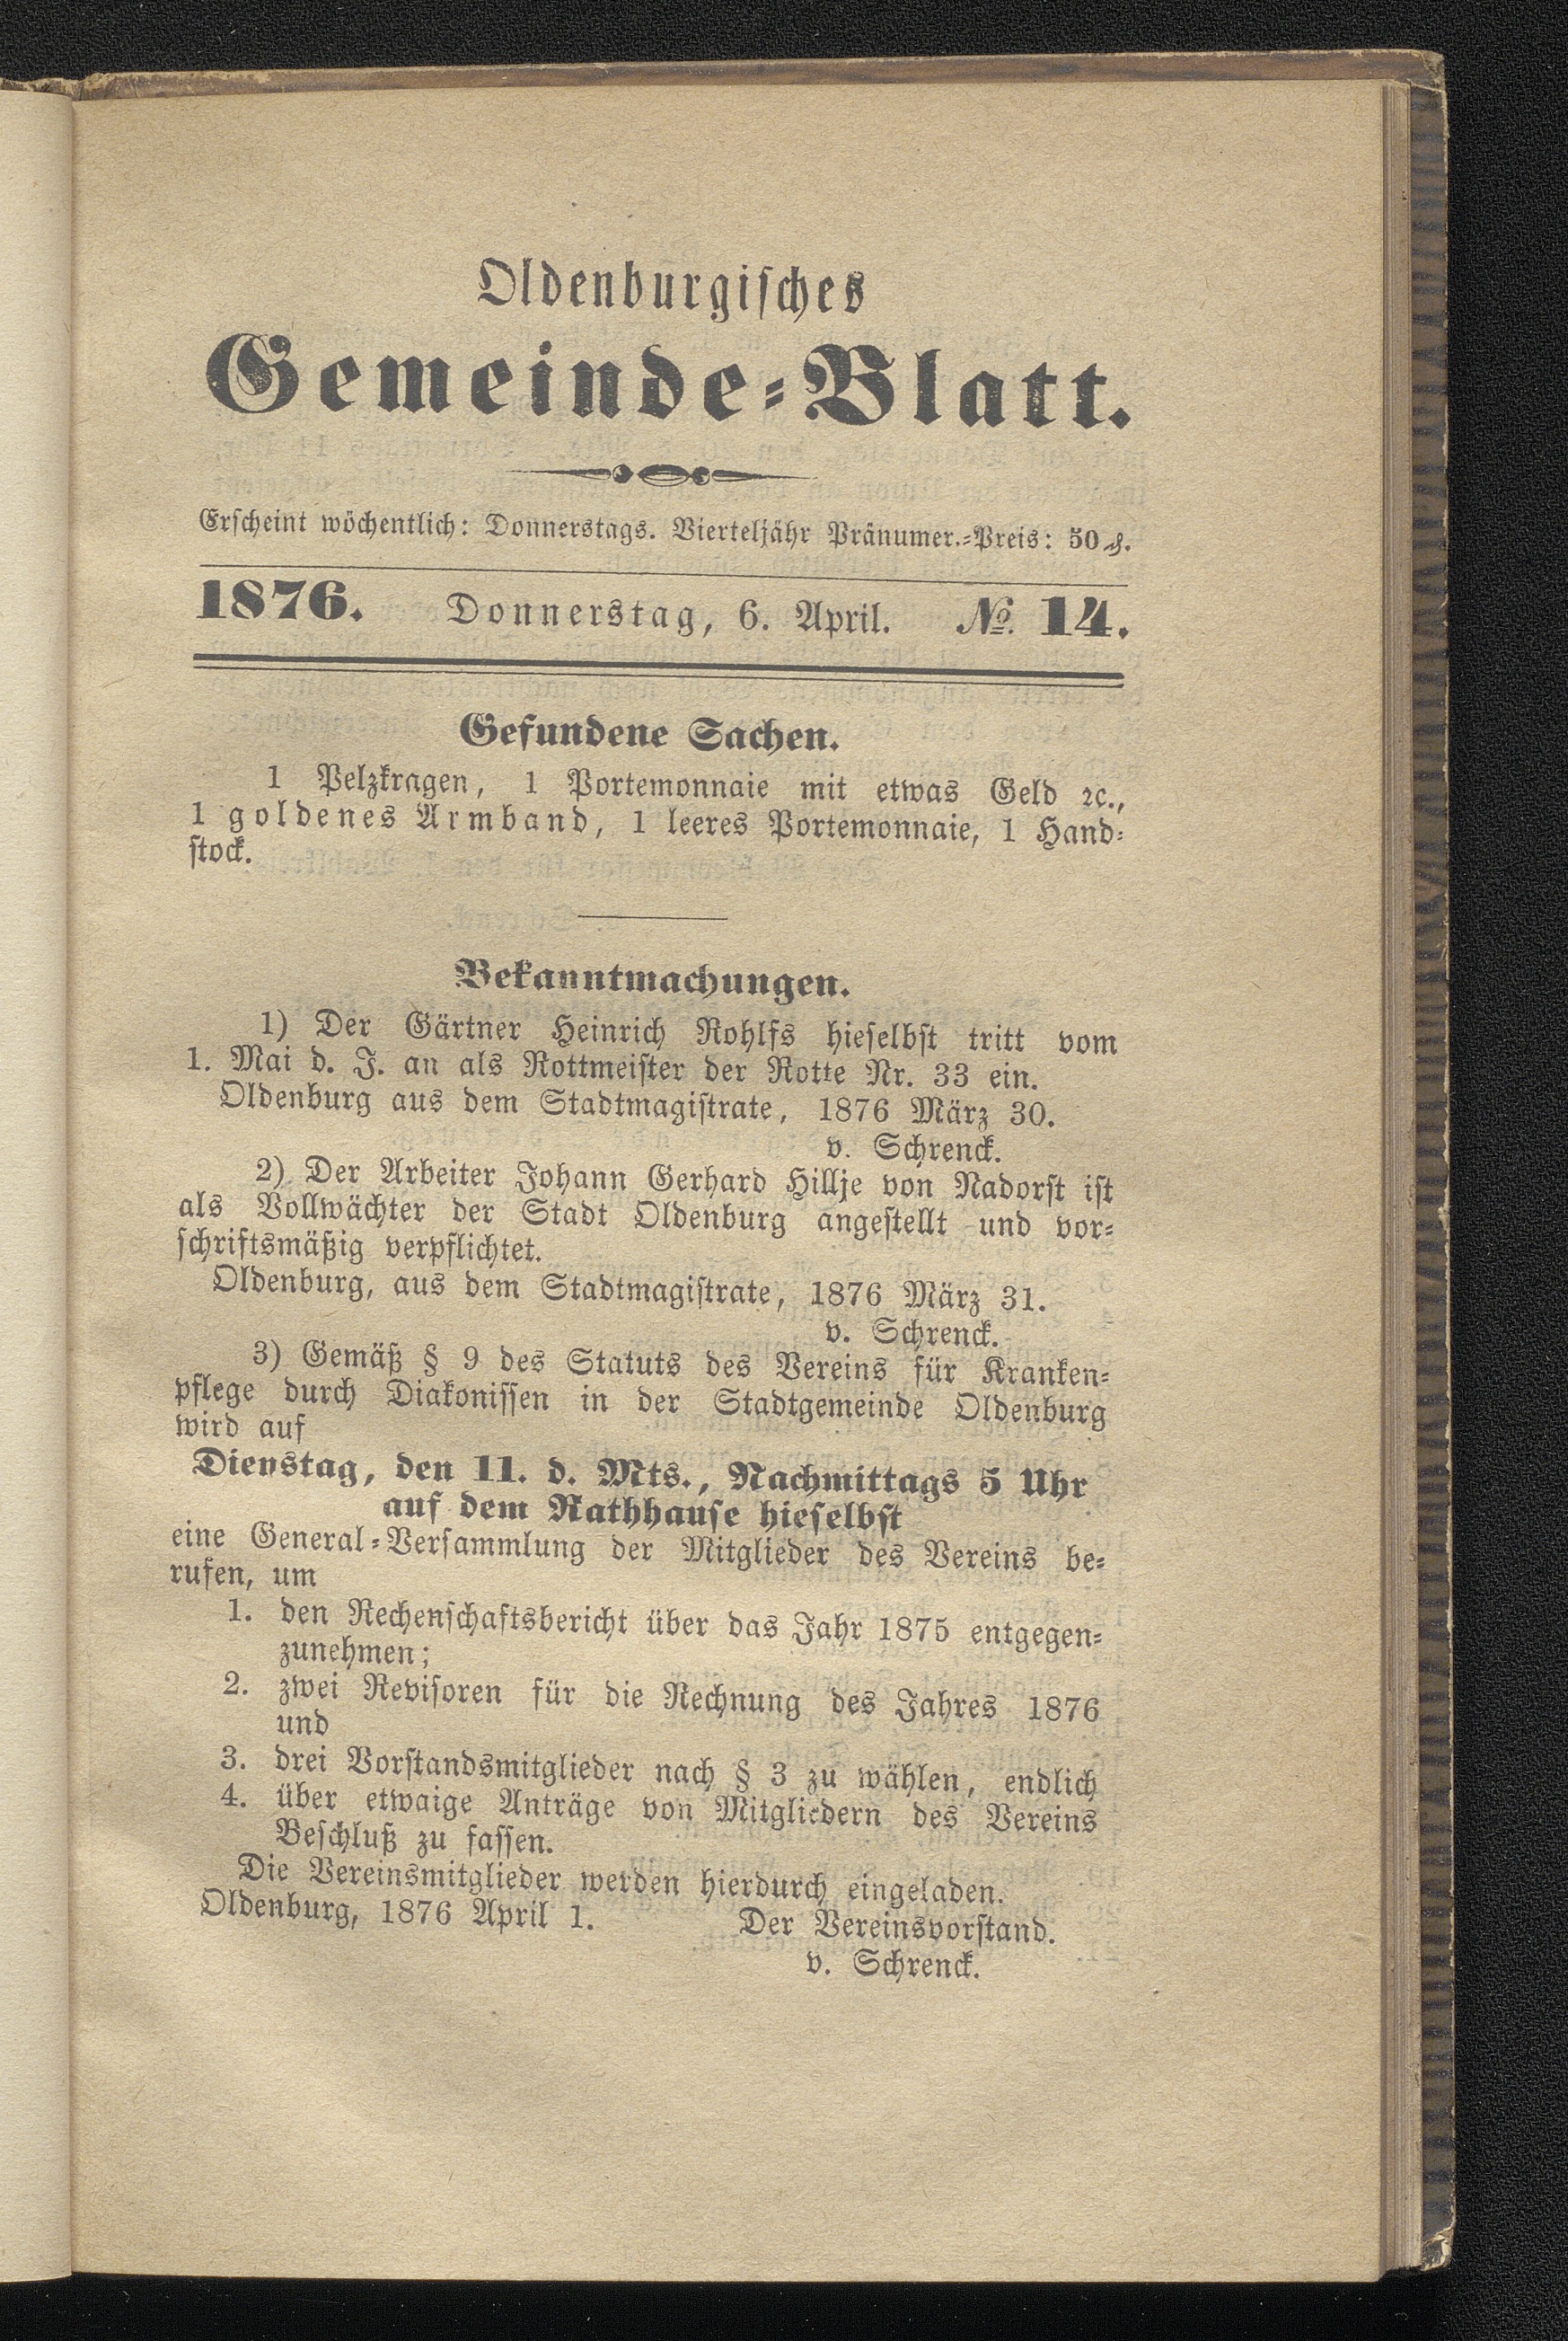 Oldenburgisches
Gemeinde-Blatt.
Erscheint wöchentlich: Donnerstags. Vierteljähr Pränumer.-Preis: 50 ₰.
1876. Donnerstag, 6. April. № 14.
Gefundene Sachen.
1 Pelzkragen, 1 Portemonnaie mit etwas Geld ꝛc.,
1 goldenes Armband, 1 leeres Portemonnaie, 1 Hand-
stock.
Bekanntmachungen.
1) Der Gärtner Heinrich Rohlfs hieselbst tritt vom
1. Mai d. J. an als Rottmeister der Rotte Nr. 33 ein.
Oldenburg aus dem Stadtmagistrate, 1876 März 30.
v. Schrenck.
2) Der Arbeiter Johann Gerhard Hillje von Nadorst ist
als Vollwächter der Stadt Oldenburg angestellt und vor-
schriftsmäßig verpflichtet.
Oldenburg, aus dem Stadtmagistrate, 1876 März 31.
v. Schrenck.
3) Gemäß § 9 des Statuts des Vereins für Kranken-
pflege durch Diakonissen in der Stadtgemeinde Oldenburg
wird auf
Dienstag, den 11. d. Mts., Nachmittags 5 Uhr
auf dem Rathhause hieselbst
eine General-Versammlung der Mitglieder des Vereins be-
rufen, um
1. den Rechenschaftsbericht über das Jahr 1875 entgegen-
zunehmen;
2. zwei Revisoren für die Rechnung des Jahres 1876
und
3. drei Vorstandsmitglieder nach § 3 zu wählen, endlich
4. über etwaige Anträge von Mitgliedern des Vereins
Beschluß zu fassen.
Die Vereinsmitglieder werden hierdurch eingeladen.
Oldenburg, 1876 April 1. Der Vereinsvorstand.
v. Schrenck.